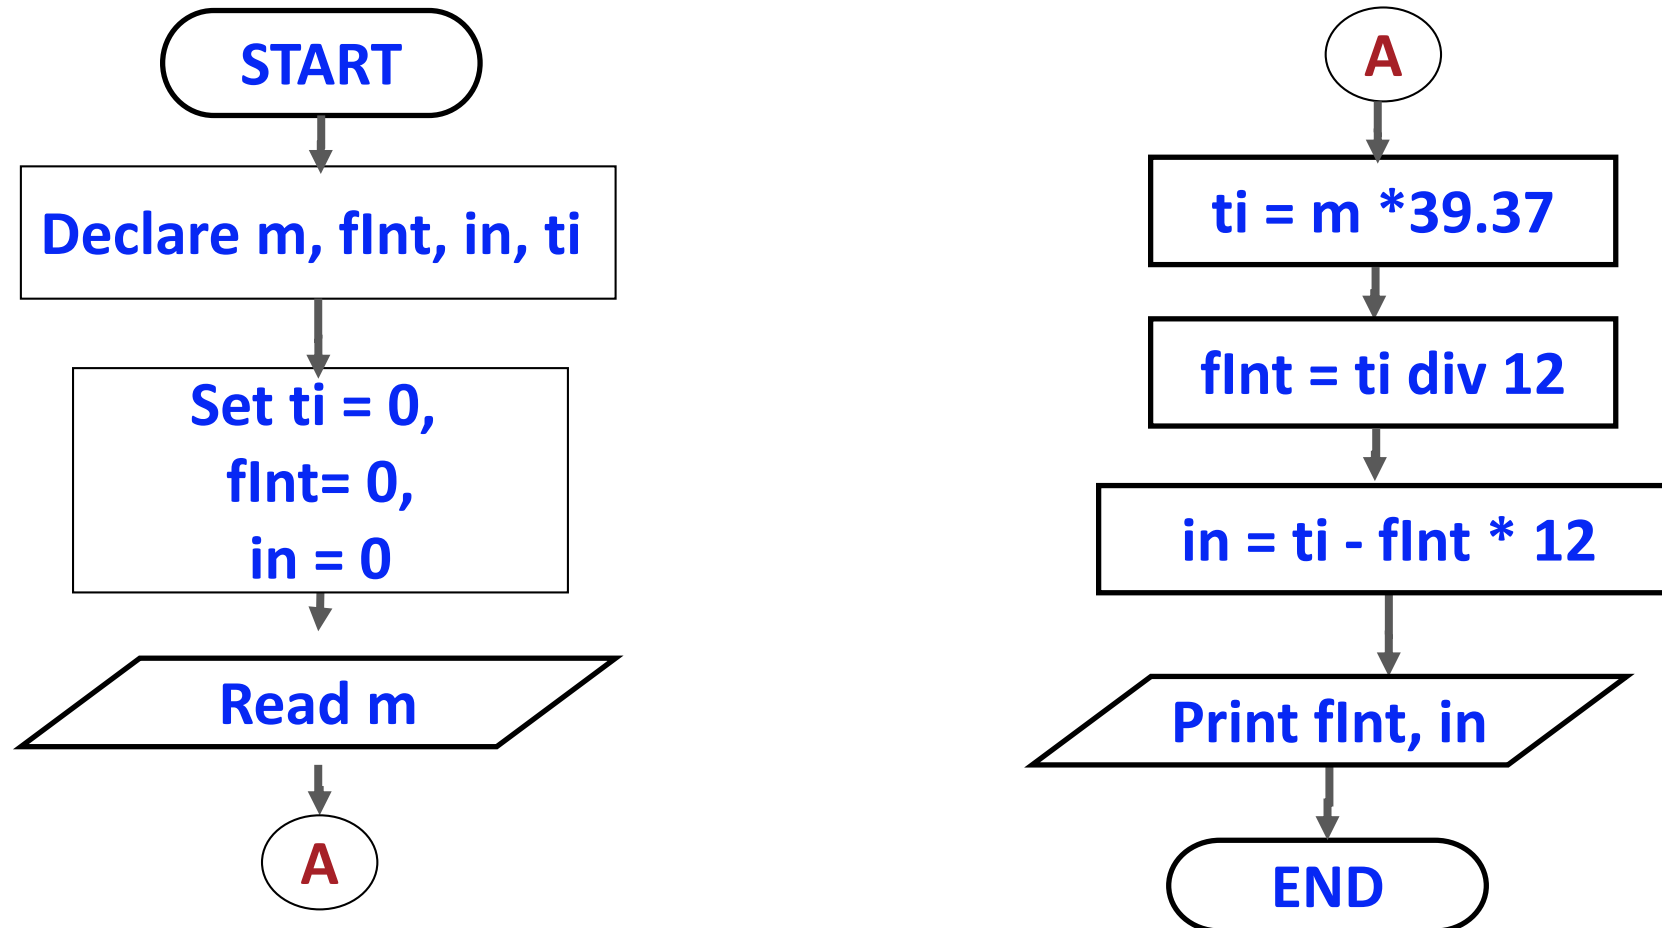 START
Declare m, fInt, in, ti
Set ti = 0,
fInt= 0,
in = 0
Read m
A
A
ti = m *39.37
fInt = ti div 12
in = ti - fInt * 12
Print fInt, in
END